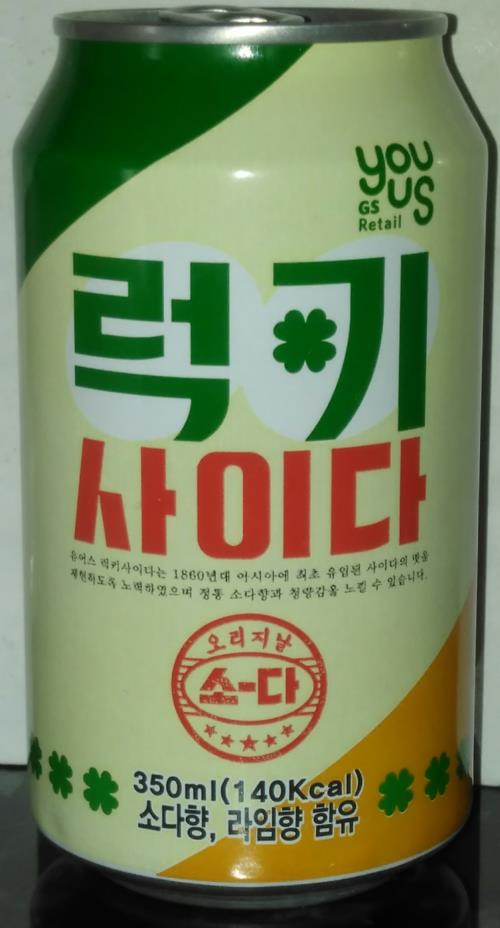 you
us
GS
Retail
럭키
사이다
유어스 럭키사이다는 1860년대 아시아에 최초 유입된 사이다의 맛을
재현하도록 노력하였으며 정통 소다향과 청량감을 느낄 수 있습니다.
오리지날
소-다
350ml(140Kcal)
소다향, 라임향 함유